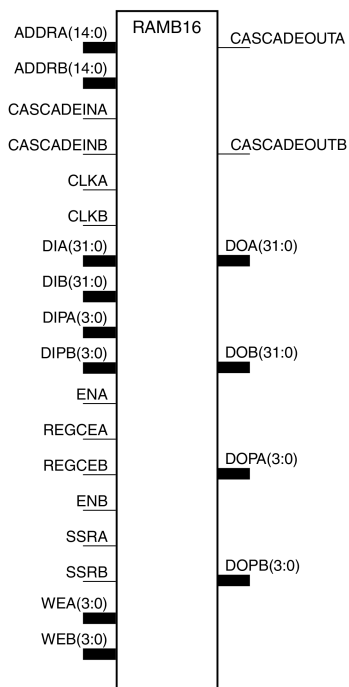 RAMB16
ADDRA(14:0)
ADDRB(14:0)
CASCADEINA
CASCADEINB
CLKA
CLKB
DIA(31:0)
DIB(31:0)
DIPA(3:0)
DIPB(3:0)
ENA
REGCEA
REGCEB
ENB
SSRA
SSRB
WEA(3:0)
WEB(3:0)
CASCADEOUTA
CASCADEOUTB
DOA(31:0)
DOB(31:0)
DOPA(3:0)
DOPB(3:0)